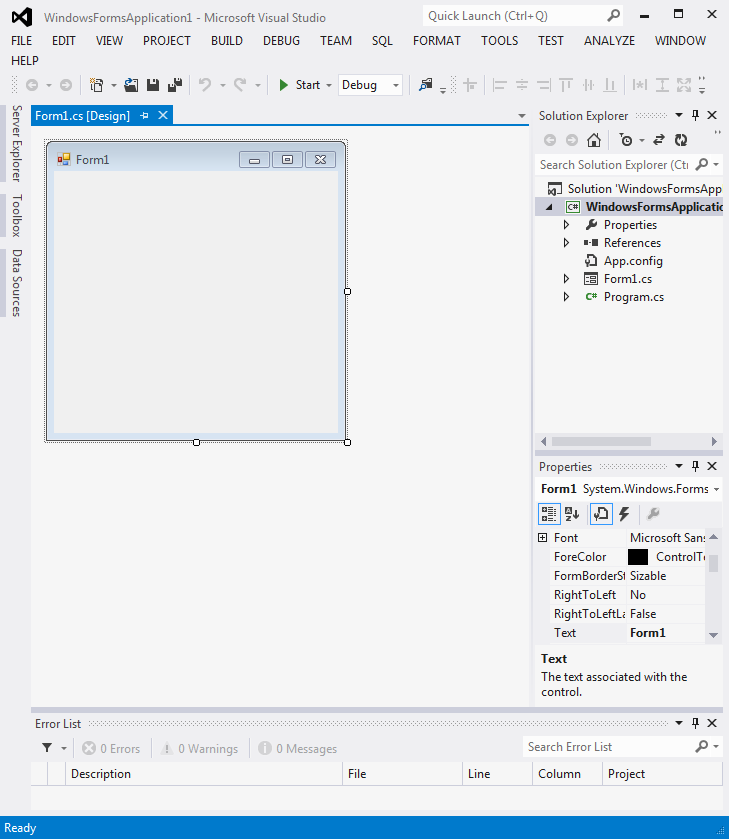 WindowsFormsApplication1 - Microsoft Visual Studio
Quick Launch (Ctrl+Q)
FILE EDIT VIEW PROJECT BUILD DEBUG TEAM SQL FORMAT TOOLS TEST ANALYZE WINDOW
HELP
Start Debug
Server Explorer
Toolbox
Data Sources
Form1.cs [Design]
Form1
Solution Explorer
Search Solution Explorer (Ctr
Solution 'WindowsFormsApp
C# WindowsFormsApplicatio
Properties
References
App.config
Form1.cs
C# Program.cs
Properties
Form1 System.Windows.Forms
Font Microsoft Sans
ForeColor ControlTe
FormBorderSt Sizable
RightToLeft No
RightToLeftLa False
Text Form1
Text
The text associated with the
control.
Error List
0 Errors 0 Warnings 0 Messages
Search Error List
Description File Line Column Project
Ready